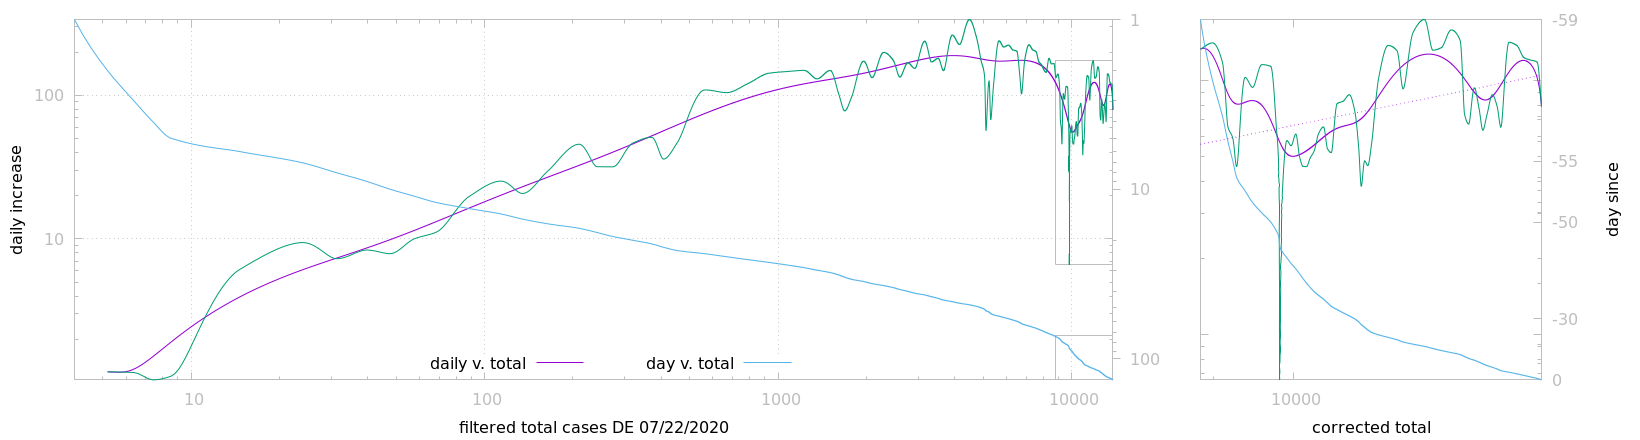 daily increase
100
10
1
10
100
daily v. total
day v. total
10
100
1000
10000
filtered total cases DE 07/22/2020
-59
-55
-50
-30
0
day since
10000
corrected total